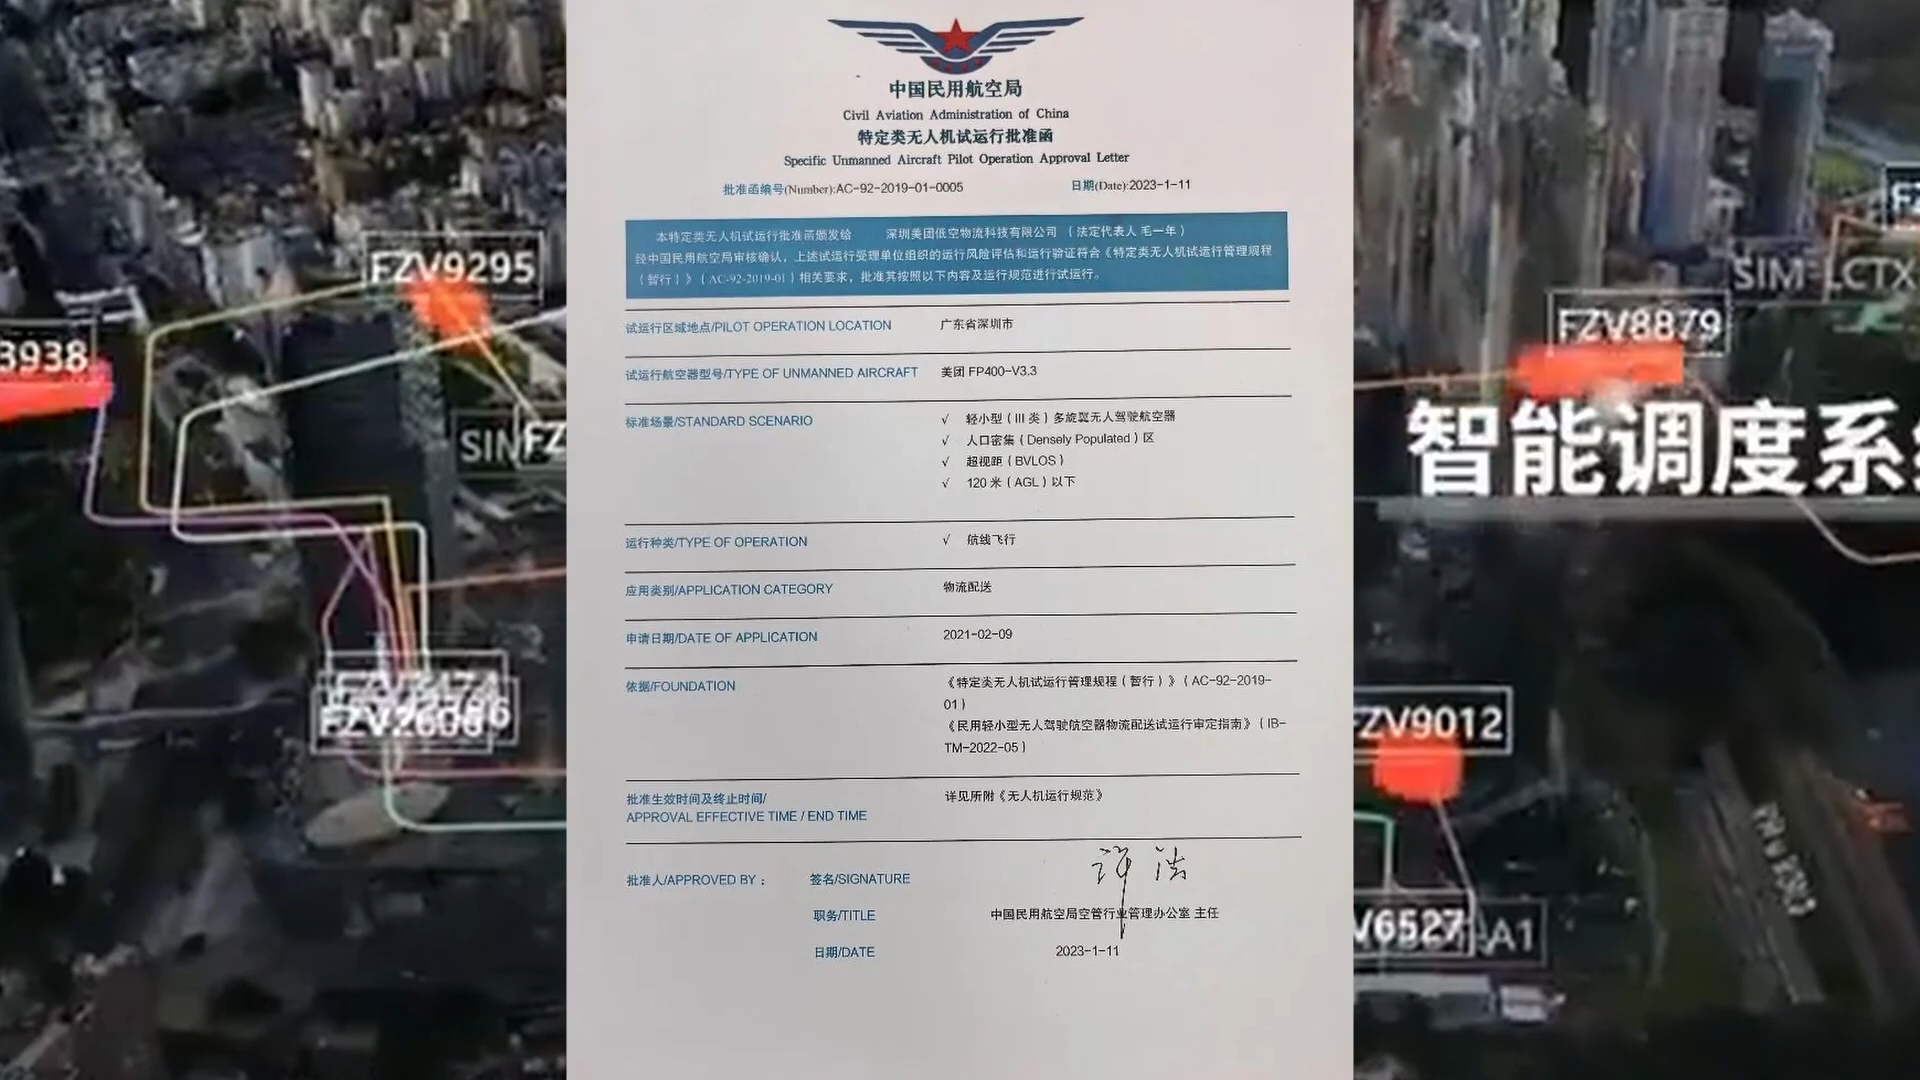 中国民用航空局
Civil Aviation Administration of China
特定类无人机试运行批准函
Specific Unmanned Aircraft Pilot Operation Approval Letter
批准函编号(Number):AC-92-2019-01-0005 日期(Date):2023-1-11
本特定类无人机试运行批准函颁发给 深圳美团低空物流科技有限公司 (法定代表人 毛一年)
经中国民用航空局审核确认,上述试运行受理单位组织的运行风险评估和运行验证符合《特定类无人机试运行管理规程
(暂行)》(AC-92-2019-01)相关要求,批准其按照以下内容及运行规范进行试运行。
试运行区域地点/PILOT OPERATION LOCATION 广东省深圳市
试运行航空器型号/TYPE OF UNMANNED AIRCRAFT 美团 FP400-V3.3
标准场景/STANDARD SCENARIO √ 轻小型(III 类)多旋翼无人驾驶航空器
√ 人口密集(Densely Populated)区
√ 超视距(BVLOS)
√ 120 米(AGL)以下
运行种类/TYPE OF OPERATION √ 航线飞行
应用类别/APPLICATION CATEGORY 物流配送
申请日期/DATE OF APPLICATION 2021-02-09
依据/FOUNDATION 《特定类无人机试运行管理规程(暂行)》(AC-92-2019-
01)
《民用轻小型无人驾驶航空器物流配送试运行审定指南》(IB-
TM-2022-05)
批准生效时间及终止时间/ 详见所附《无人机运行规范》
APPROVAL EFFECTIVE TIME / END TIME
批准人/APPROVED BY: 签名/SIGNATURE
职务/TITLE 中国民用航空局空管行业管理办公室 主任
日期/DATE 2023-1-11
FZV9295
3938
SIM
FZ
FZV2606
SIM-LCTX
FZV8879
智能调度系
FZV9012
V6527
A1